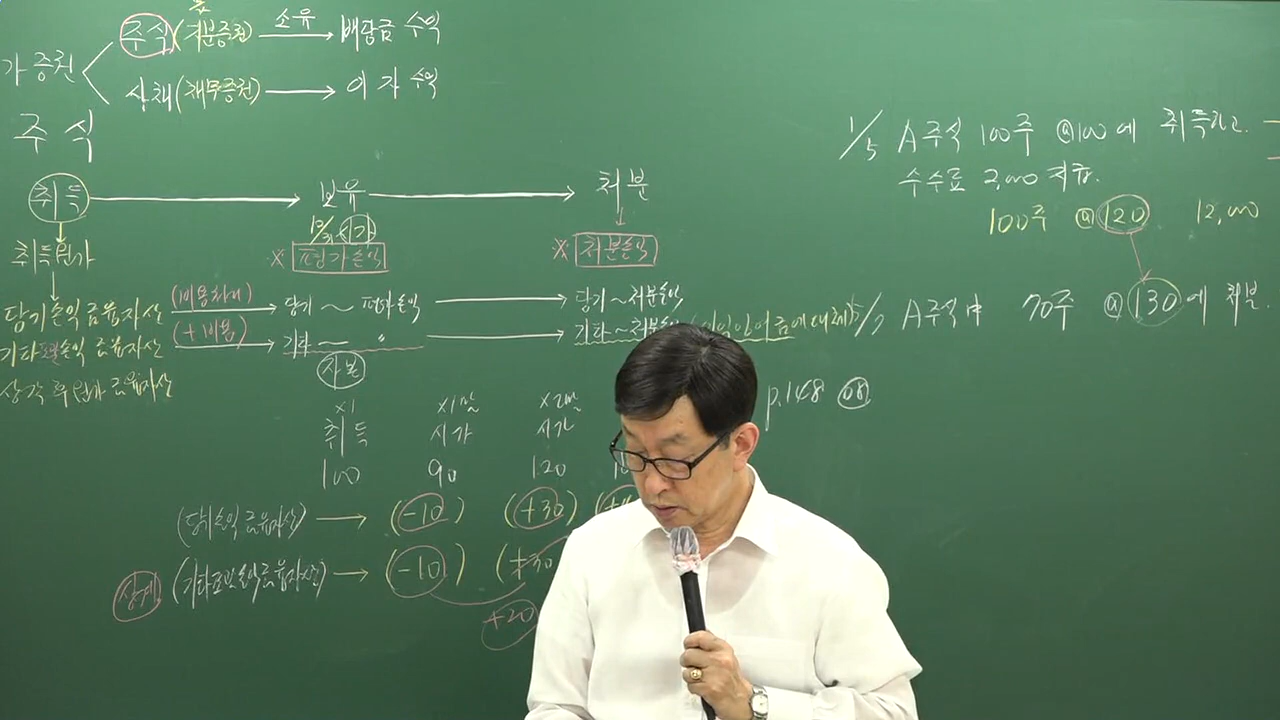 가 증권
주식 (지분증권) 소유 → 배당금 수익
사채 (채무증권) → 이자 수익
주식
취득 → 보유 → 처분
취득원가
12/31 시가
× 평가손익
× 처분손익
당기손익 금융자산 (비용처리) → 당기 ~ 평가손익 → 당기 ~ 처분손익
기타포괄손익 금융자산 (+비용) → 기타 ~ 〃 → 기타 ~ 처분손익
상각후원가 금융자산
자본
×1 ×1말 ×2말
취득 시가 시가
100 90 120
(당기손익 금융자산) → (-10) (+30)
상계 (기타포괄손익금융자산) → (-10) (+30
+20
1/5 A주식 100주 @100에 취득하고
수수료 2,000 지급.
100주 @120 12,000
5/7 A주식 中 70주 @130에 처분.
p.148 08